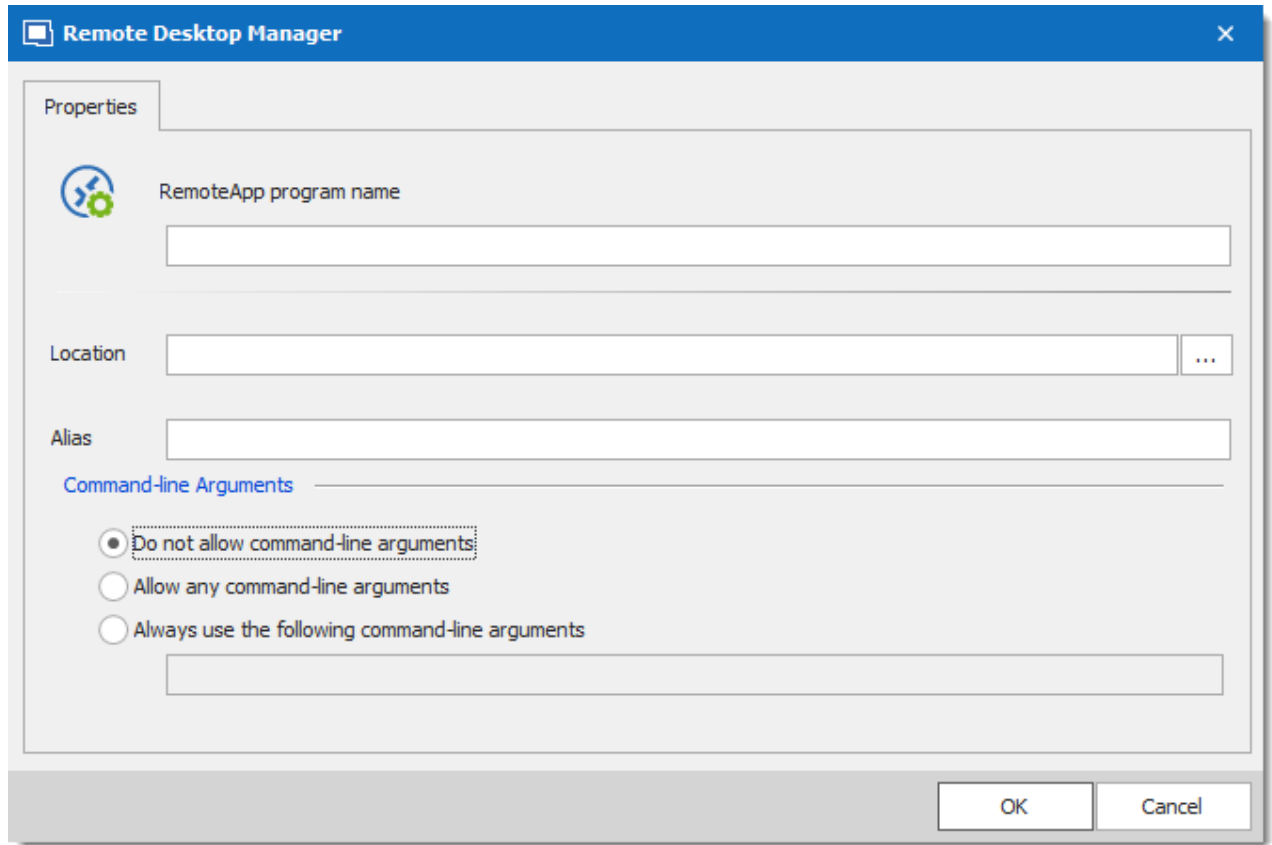 Remote Desktop Manager
Properties
RemoteApp program name
Location
...
Alias
Command-line Arguments
Do not allow command-line arguments
Allow any command-line arguments
Always use the following command-line arguments
OK
Cancel